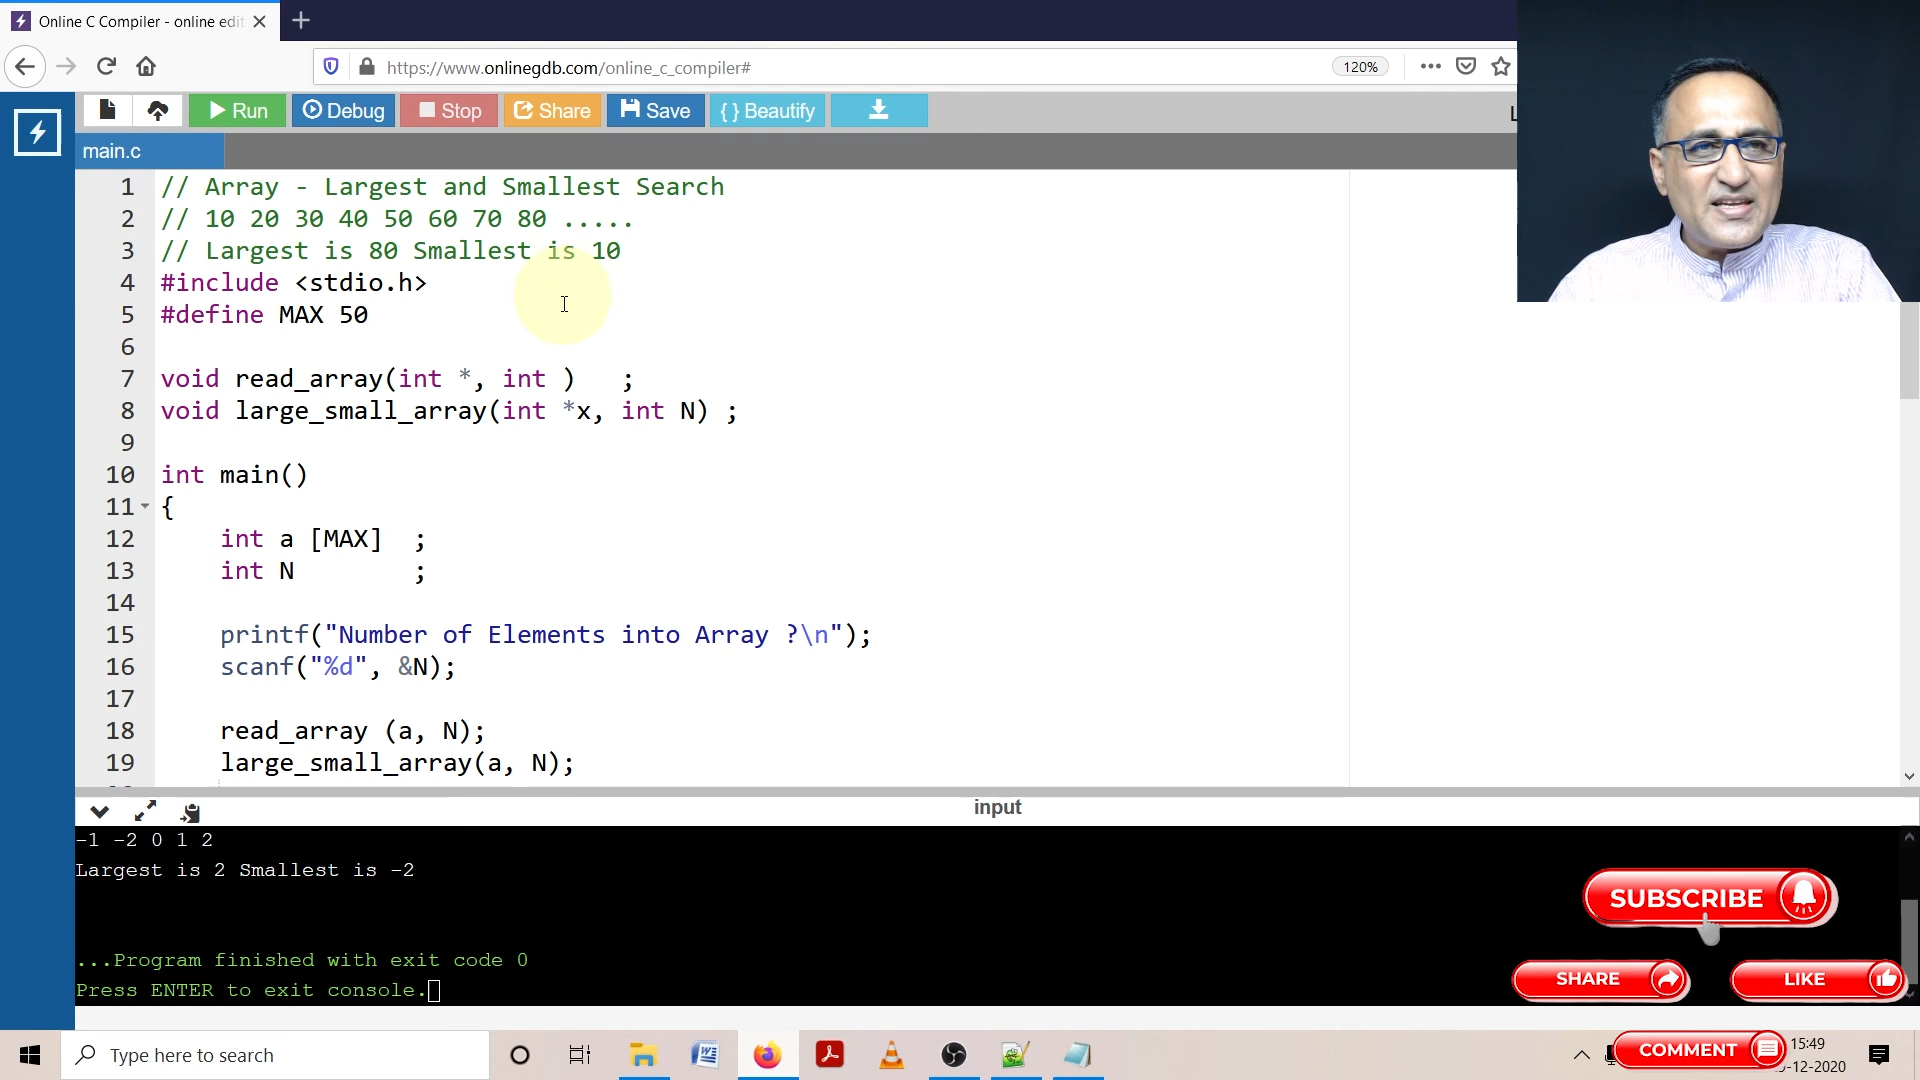 Online C Compiler - online edit
https://www.onlinegdb.com/online_c_compiler#
120%
Run
Debug
Stop
Share
Save
{ } Beautify
main.c
1 // Array - Largest and Smallest Search
2 // 10 20 30 40 50 60 70 80 .....
3 // Largest is 80 Smallest is 10
4 #include <stdio.h>
5 #define MAX 50
6
7 void read_array(int *, int )   ;
8 void large_small_array(int *x, int N) ;
9
10 int main()
11 {
12     int a [MAX]  ;
13     int N        ;
14
15     printf("Number of Elements into Array ?\n");
16     scanf("%d", &N);
17
18     read_array (a, N);
19     large_small_array(a, N);
input
-1 -2 0 1 2
Largest is 2 Smallest is -2
...Program finished with exit code 0
Press ENTER to exit console.
SUBSCRIBE
SHARE
LIKE
Type here to search
COMMENT
15:49
-12-2020